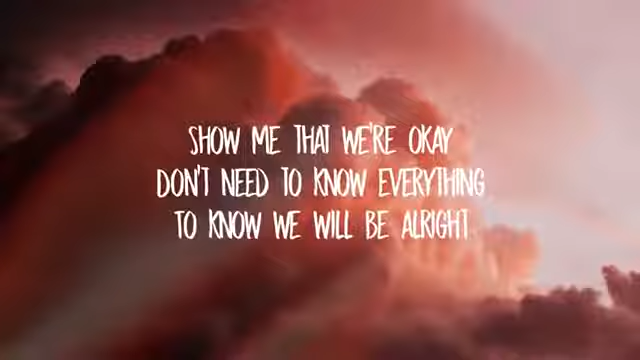 SHOW ME THAT WE'RE OKAY
DON'T NEED TO KNOW EVERYTHING
TO KNOW WE WILL BE ALRIGHT